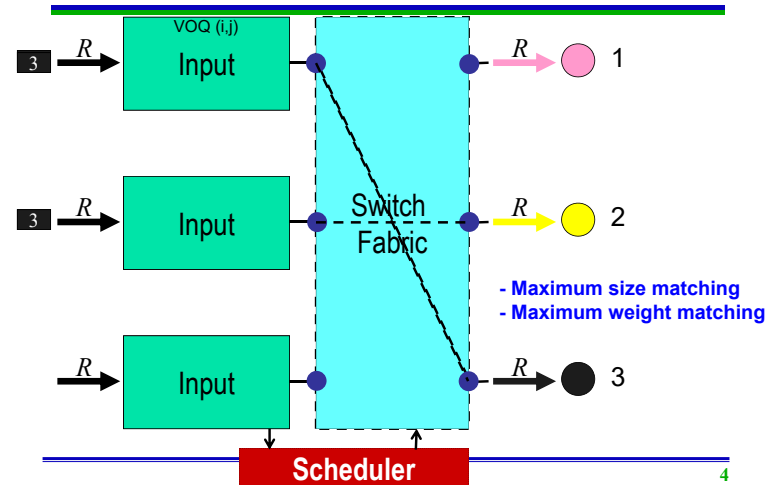 VOQ (i,j)
3 R Input R 1
3 R Input Switch Fabric R 2
- Maximum size matching
- Maximum weight matching
R Input R 3
Scheduler
4